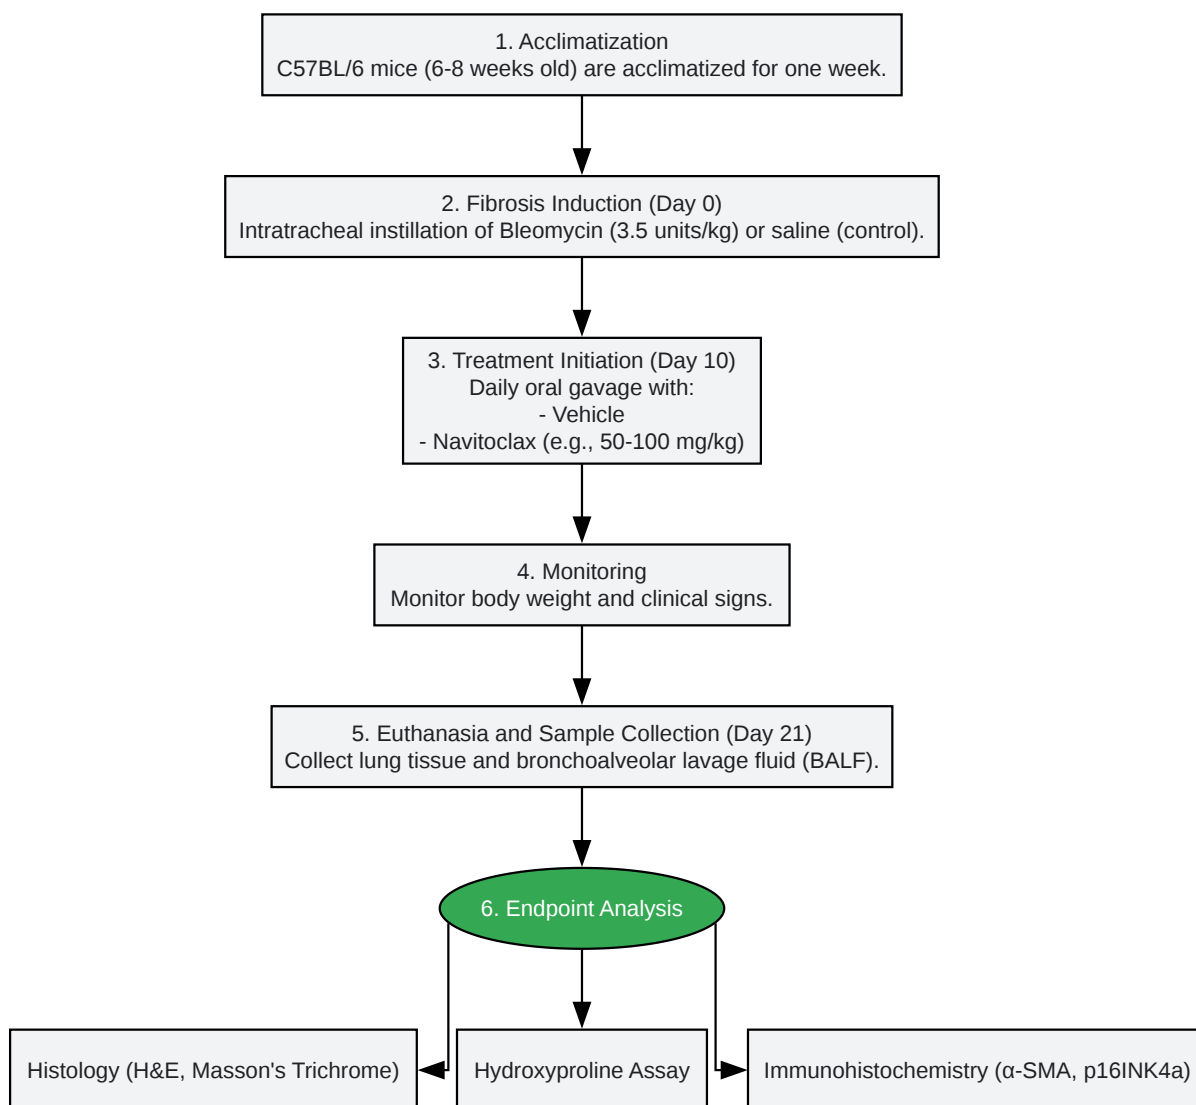 1. Acclimatization
C57BL/6 mice (6-8 weeks old) are acclimatized for one week.
2. Fibrosis Induction (Day 0)
Intratracheal instillation of Bleomycin (3.5 units/kg) or saline (control).
3. Treatment Initiation (Day 10)
Daily oral gavage with:
- Vehicle
- Navitoclax (e.g., 50-100 mg/kg)
4. Monitoring
Monitor body weight and clinical signs.
5. Euthanasia and Sample Collection (Day 21)
Collect lung tissue and bronchoalveolar lavage fluid (BALF).
6. Endpoint Analysis
Histology (H&E, Masson's Trichrome)
Hydroxyproline Assay
Immunohistochemistry (α-SMA, p16INK4a)